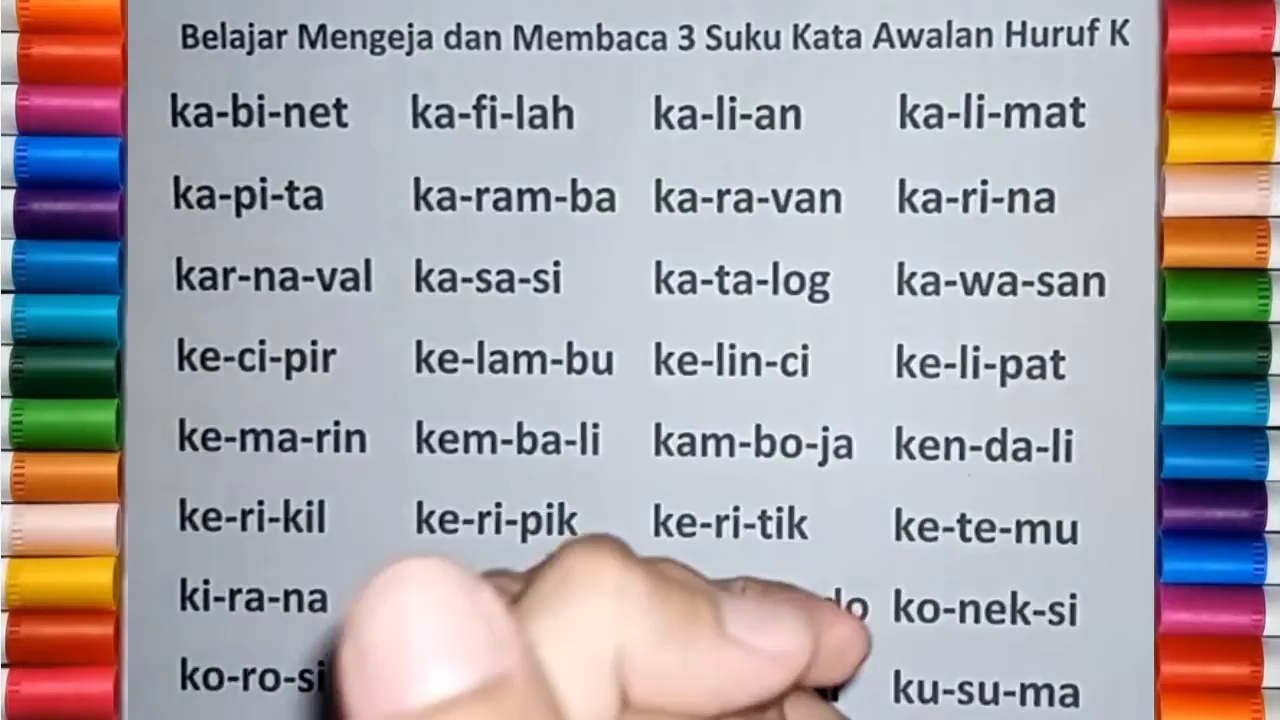 Belajar Mengeja dan Membaca 3 Suku Kata Awalan Huruf K
ka-bi-net ka-fi-lah ka-li-an ka-li-mat
ka-pi-ta ka-ram-ba ka-ra-van ka-ri-na
kar-na-val ka-sa-si ka-ta-log ka-wa-san
ke-ci-pir ke-lam-bu ke-lin-ci ke-li-pat
ke-ma-rin kem-ba-li kam-bo-ja ken-da-li
ke-ri-kil ke-ri-pik ke-ri-tik ke-te-mu
ki-ra-na ko-nek-si
ko-ro-si ku-su-ma